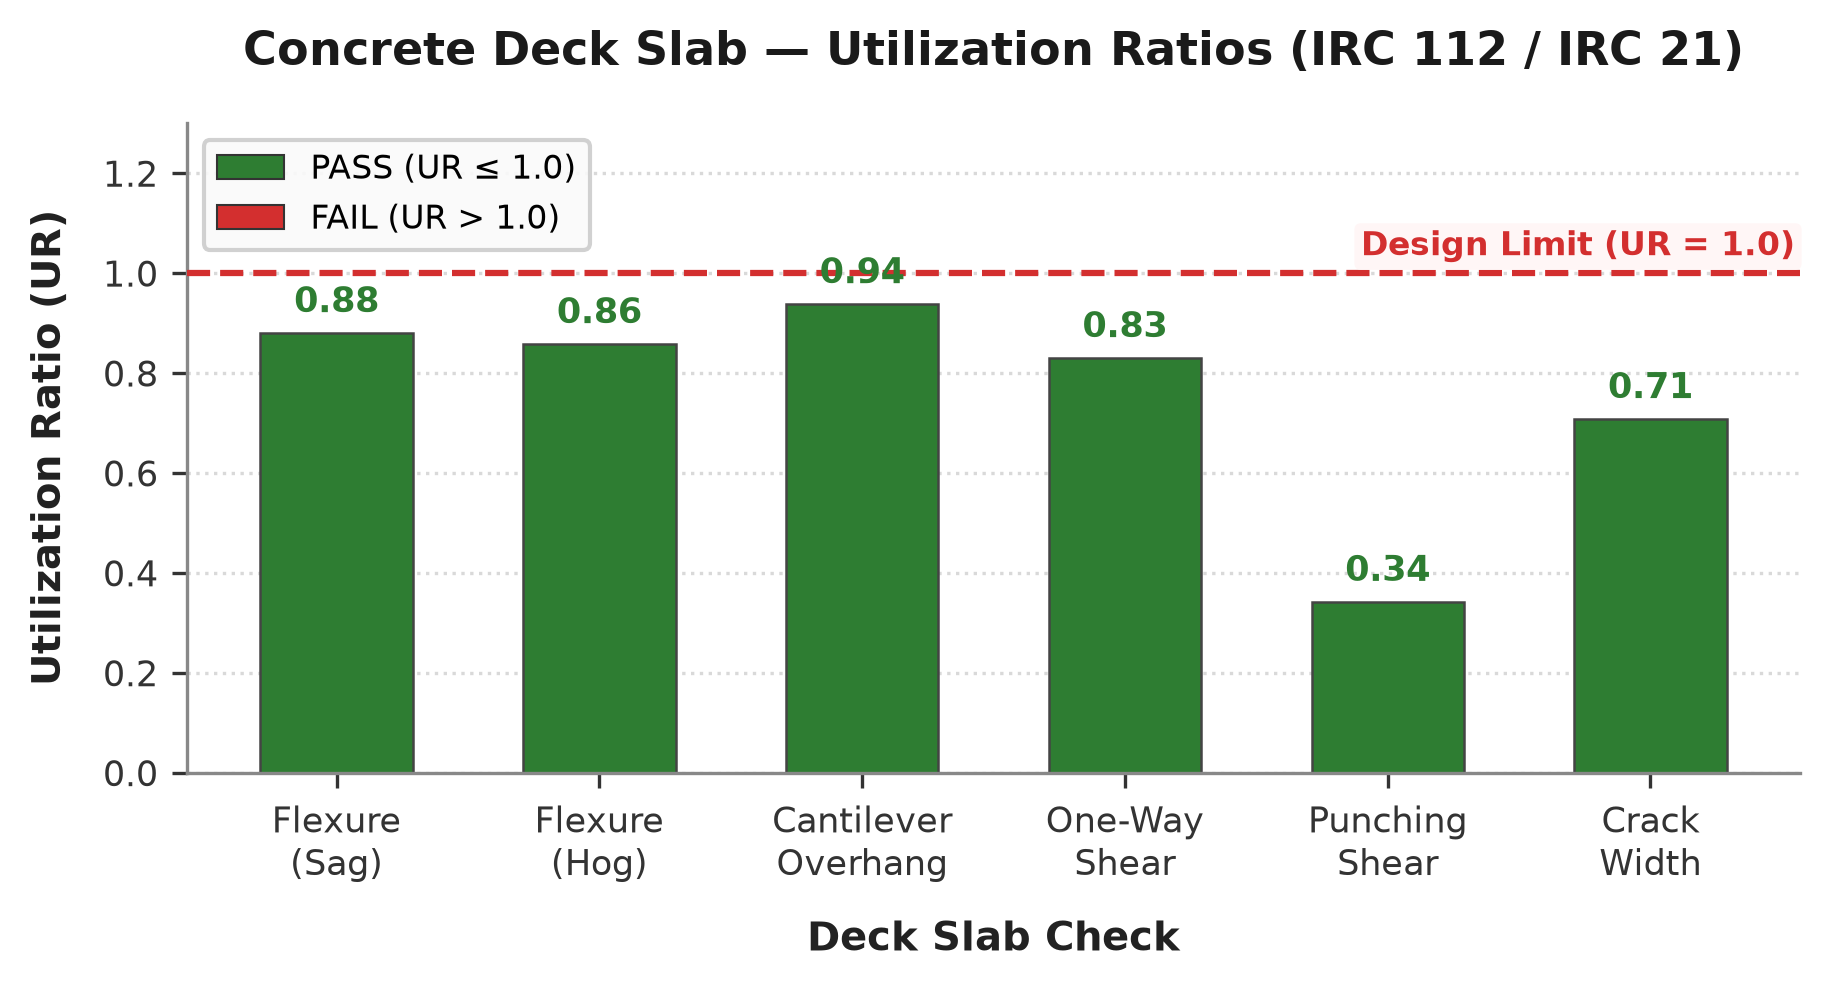 Concrete Deck Slab — Utilization Ratios (IRC 112 / IRC 21)
PASS (UR ≤ 1.0)
FAIL (UR > 1.0)
Design Limit (UR = 1.0)
Utilization Ratio (UR)
1.2
1.0
0.8
0.6
0.4
0.2
0.0
0.88
0.86
0.94
0.83
0.34
0.71
Flexure
(Sag)
Flexure
(Hog)
Cantilever
Overhang
One-Way
Shear
Punching
Shear
Crack
Width
Deck Slab Check